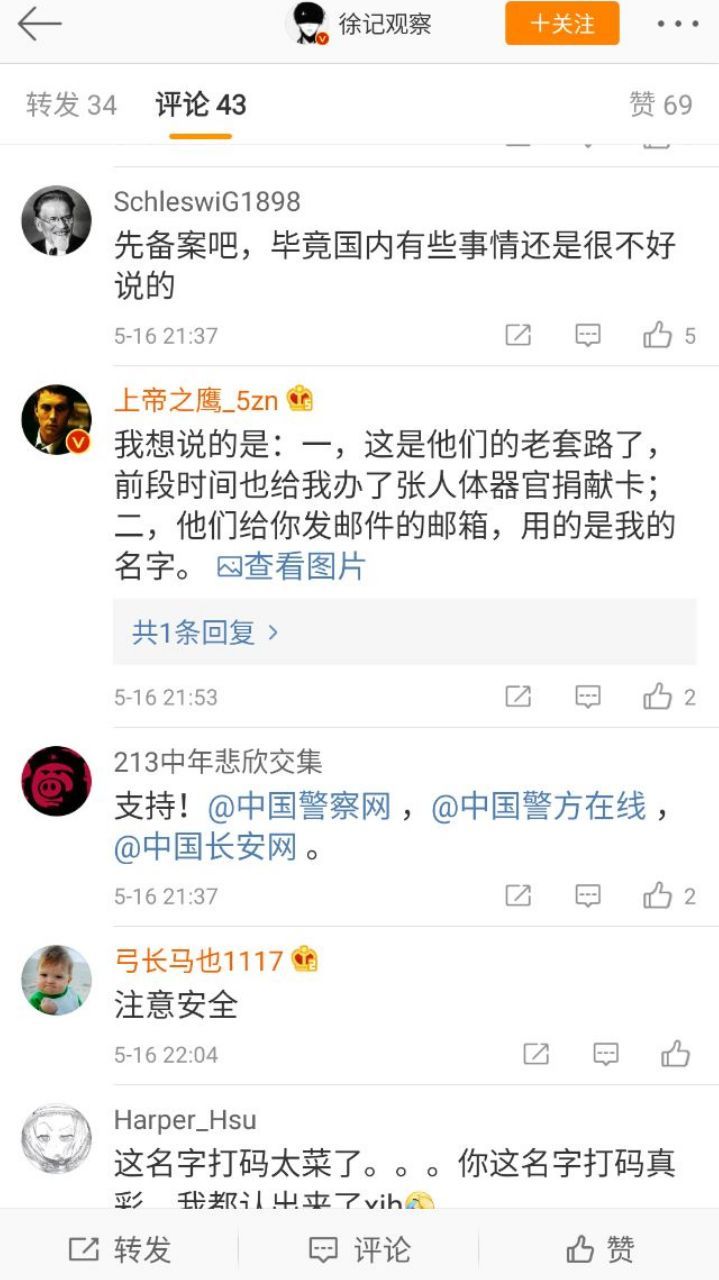 徐记观察
十关注
转发 34 评论 43 赞 69
SchleswiG1898
先备案吧，毕竟国内有些事情还是很不好
说的
5-16 21:37 5
上帝之鹰_5zn
我想说的是：一，这是他们的老套路了，
前段时间也给我办了张人体器官捐献卡；
二，他们给你发邮件的邮箱，用的是我的
名字。 查看图片
共1条回复 >
5-16 21:53 2
213中年悲欣交集
支持！@中国警察网 ，@中国警方在线 ，
@中国长安网 。
5-16 21:37 2
弓长马也1117
注意安全
5-16 22:04
Harper_Hsu
这名字打码太菜了。。。你这名字打码真
彩，我都认出来了xjh
转发 评论 赞